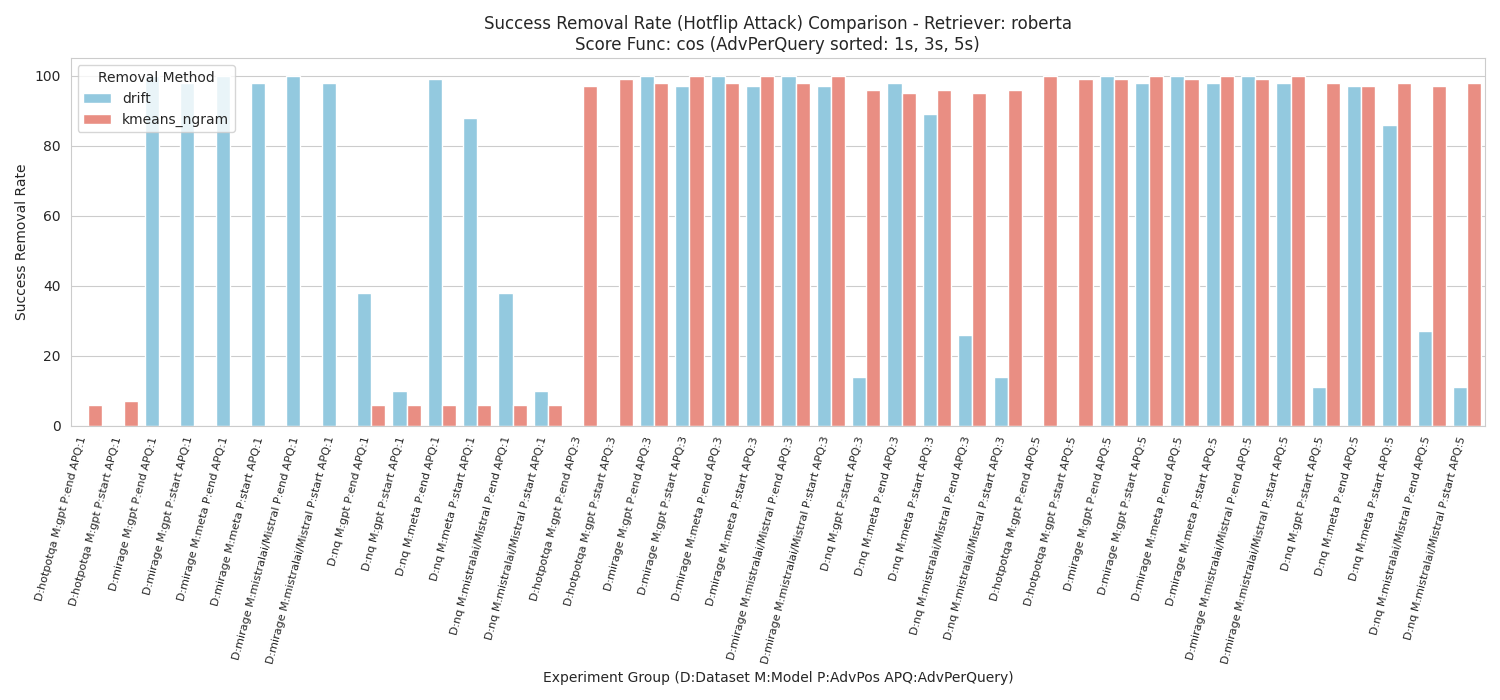 Success Removal Rate (Hotflip Attack) Comparison - Retriever: roberta
Score Func: cos (AdvPerQuery sorted: 1s, 3s, 5s)
Removal Method
drift
kmeans_ngram
Success Removal Rate
100
80
60
40
20
0
D:hotpotqa M:gpt P:end APQ:1
D:hotpotqa M:gpt P:start APQ:1
D:mirage M:gpt P:end APQ:1
D:mirage M:gpt P:start APQ:1
D:mirage M:meta P:end APQ:1
D:mirage M:meta P:start APQ:1
D:mirage M:mistralai/Mistral P:end APQ:1
D:mirage M:mistralai/Mistral P:start APQ:1
D:nq M:gpt P:end APQ:1
D:nq M:gpt P:start APQ:1
D:nq M:meta P:end APQ:1
D:nq M:meta P:start APQ:1
D:nq M:mistralai/Mistral P:end APQ:1
D:nq M:mistralai/Mistral P:start APQ:1
D:hotpotqa M:gpt P:end APQ:3
D:hotpotqa M:gpt P:start APQ:3
D:mirage M:gpt P:end APQ:3
D:mirage M:gpt P:start APQ:3
D:mirage M:meta P:end APQ:3
D:mirage M:meta P:start APQ:3
D:mirage M:mistralai/Mistral P:end APQ:3
D:mirage M:mistralai/Mistral P:start APQ:3
D:nq M:gpt P:start APQ:3
D:nq M:meta P:end APQ:3
D:nq M:meta P:start APQ:3
D:nq M:mistralai/Mistral P:end APQ:3
D:nq M:mistralai/Mistral P:start APQ:3
D:hotpotqa M:gpt P:end APQ:5
D:hotpotqa M:gpt P:start APQ:5
D:mirage M:gpt P:end APQ:5
D:mirage M:gpt P:start APQ:5
D:mirage M:meta P:end APQ:5
D:mirage M:meta P:start APQ:5
D:mirage M:mistralai/Mistral P:end APQ:5
D:mirage M:mistralai/Mistral P:start APQ:5
D:nq M:gpt P:start APQ:5
D:nq M:meta P:end APQ:5
D:nq M:meta P:start APQ:5
D:nq M:mistralai/Mistral P:end APQ:5
D:nq M:mistralai/Mistral P:start APQ:5
Experiment Group (D:Dataset M:Model P:AdvPos APQ:AdvPerQuery)